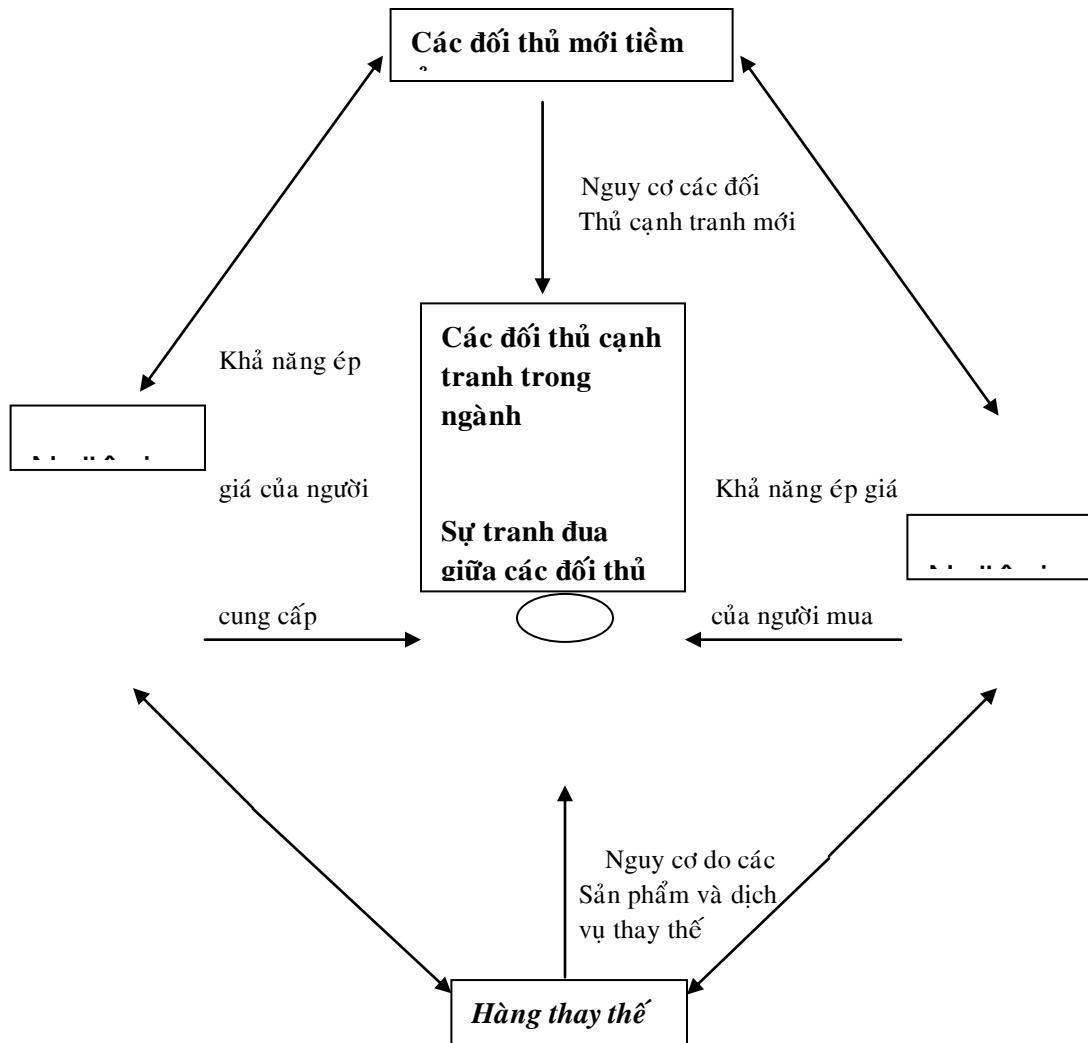 Các đối thủ mới tiềm
Nguy cơ các đối
Thủ cạnh tranh mới
Các đối thủ cạnh
tranh trong
ngành
Sự tranh đua
giữa các đối thủ
Khả năng ép
giá của người
cung cấp
Khả năng ép giá
của người mua
Nguy cơ do các
Sản phẩm và dịch
vụ thay thế
Hàng thay thế